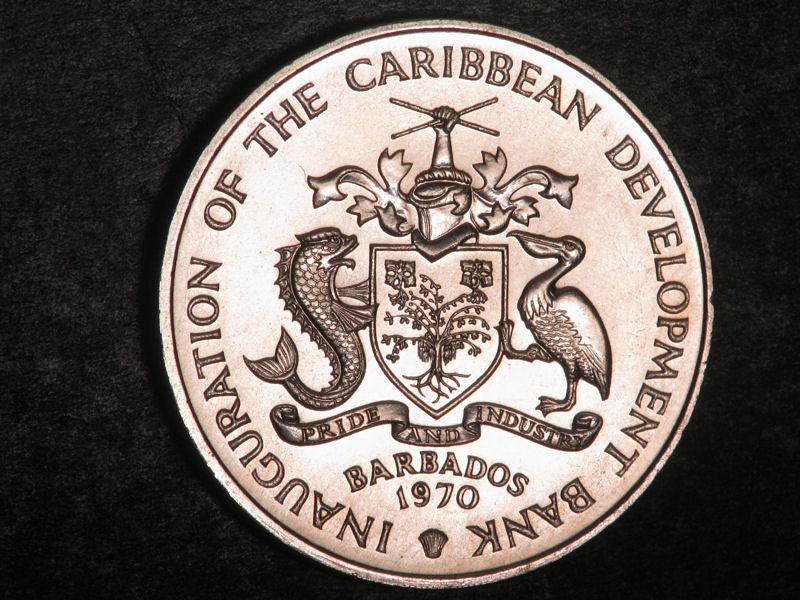 INAUGURATION OF THE CARIBBEAN DEVELOPMENT BANK
PRIDE AND INDUSTRY
BARBADOS
1970